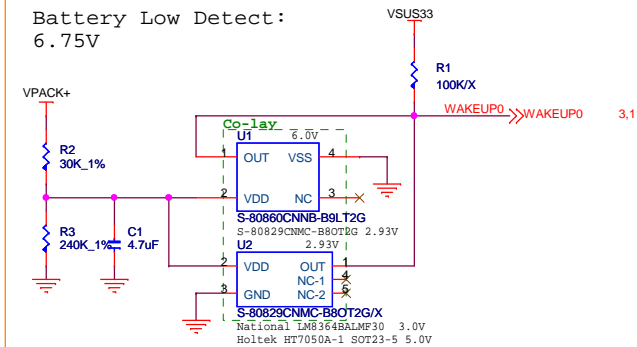 Battery Low Detect:
6.75V
VSUS33
R1
100K/X
VPACK+
WAKEUP0
WAKEUP0
3,1
Co-lay
U1
6.0V
R2
30K_1%
1
OUT
VSS
4
2
VDD
NC
3
R3
240K_1%
C1
4.7uF
S-80860CNNB-B9LT2G
S-80829CNMC-B8OT2G 2.93V
U2
2.93V
2
VDD
OUT
1
NC-1
4
3
GND
NC-2
5
S-80829CNMC-B8OT2G/X
National LM8364BALMF30 3.0V
Holtek HT7050A-1 SOT23-5 5.0V